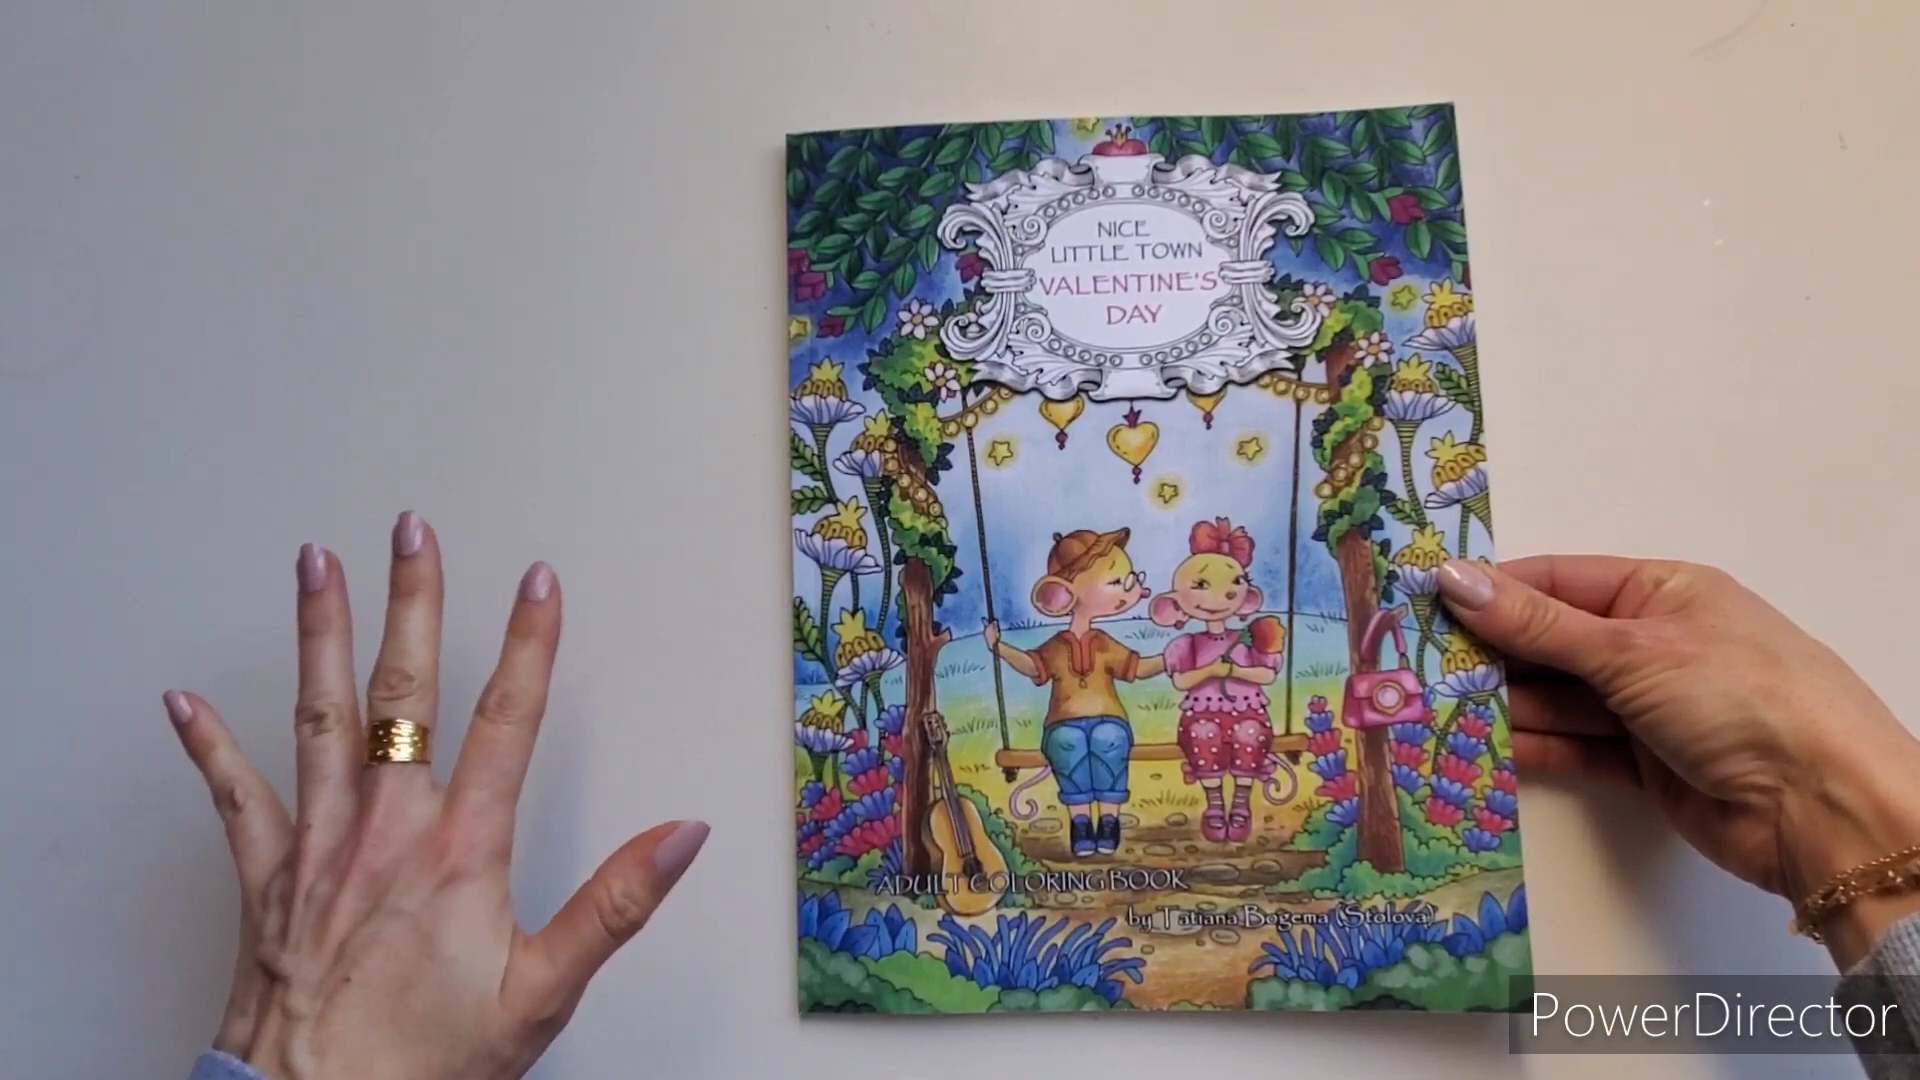 NICE
LITTLE TOWN
VALENTINE'S
DAY
ADULT COLORING BOOK
by Tatiana Bogema (Stolova)
PowerDirector